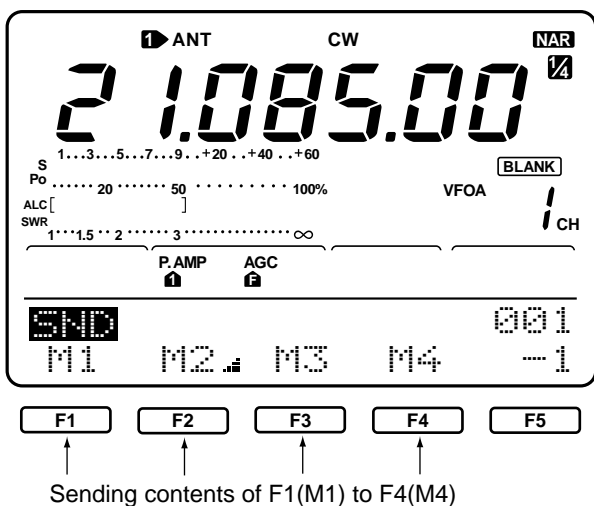 1 ANT CW NAR
21.085.00 1/4
S 1...3...5...7...9..+20..+40..+60
BLANK
Po ...... 20 ....... 50 .......... 100%
VFOA 1 CH
ALC [ ]
SWR 1....1.5..2.......3..............∞
P.AMP AGC
1 F
SND 001
M1 M2 M3 M4 -1
F1 F2 F3 F4 F5
Sending contents of F1(M1) to F4(M4)